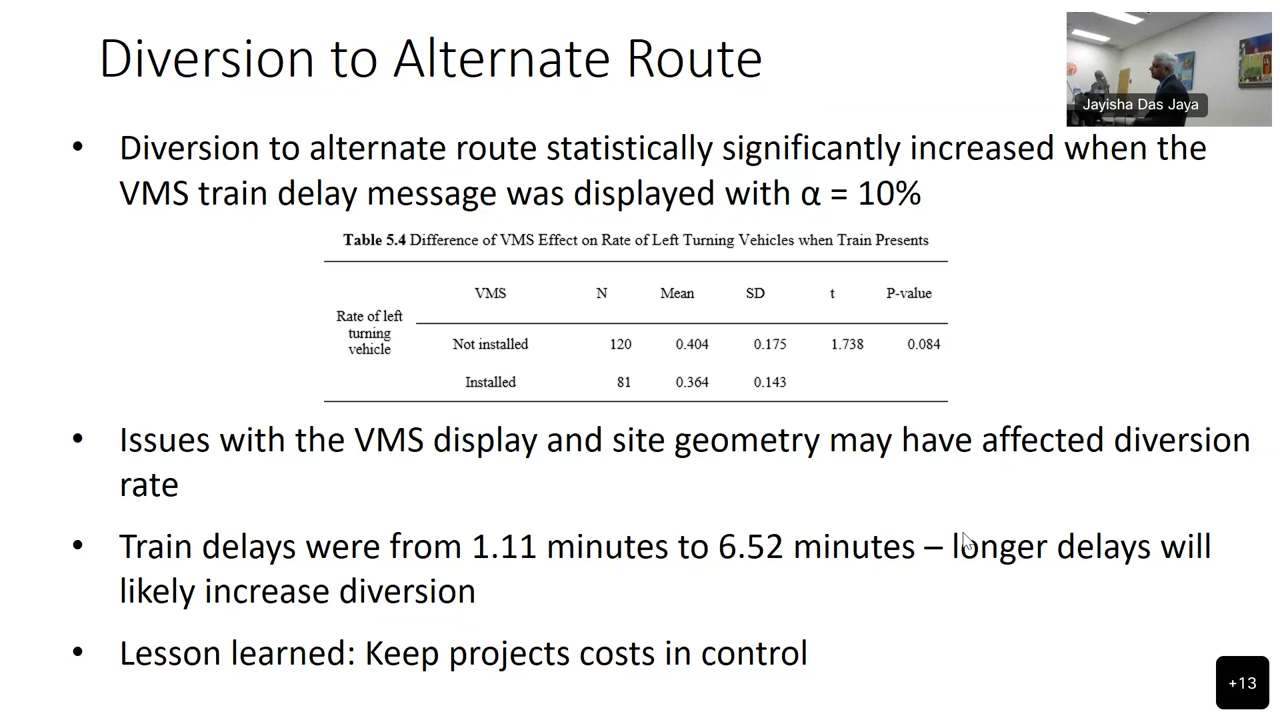 Diversion to Alternate Route
Jayisha Das Jaya
• Diversion to alternate route statistically significantly increased when the
VMS train delay message was displayed with α = 10%
Table 5.4 Difference of VMS Effect on Rate of Left Turning Vehicles when Train Presents
VMS N Mean SD t P-value
Rate of left
turning
vehicle
Not installed 120 0.404 0.175 1.738 0.084
Installed 81 0.364 0.143
• Issues with the VMS display and site geometry may have affected diversion
rate
• Train delays were from 1.11 minutes to 6.52 minutes – longer delays will
likely increase diversion
• Lesson learned: Keep projects costs in control
+13